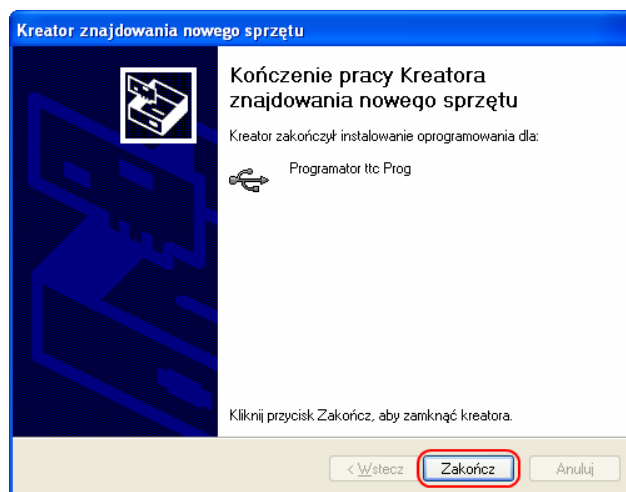 Kreator znajdowania nowego sprzętu
Kończenie pracy Kreatora
znajdowania nowego sprzętu
Kreator zakończył instalowanie oprogramowania dla:
Programator ttc Prog
Kliknij przycisk Zakończ, aby zamknąć kreatora.
< Wstecz Zakończ Anuluj